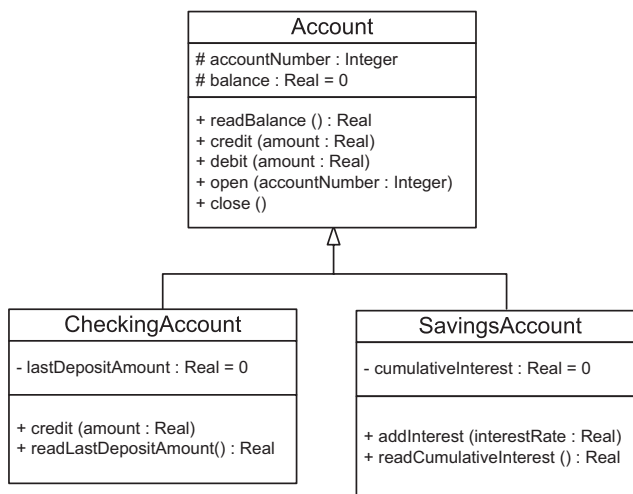 Account
# accountNumber : Integer
# balance : Real = 0
+ readBalance () : Real
+ credit (amount : Real)
+ debit (amount : Real)
+ open (accountNumber : Integer)
+ close ()
CheckingAccount
- lastDepositAmount : Real = 0
+ credit (amount : Real)
+ readLastDepositAmount() : Real
SavingsAccount
- cumulativeInterest : Real = 0
+ addInterest (interestRate : Real)
+ readCumulativeInterest () : Real